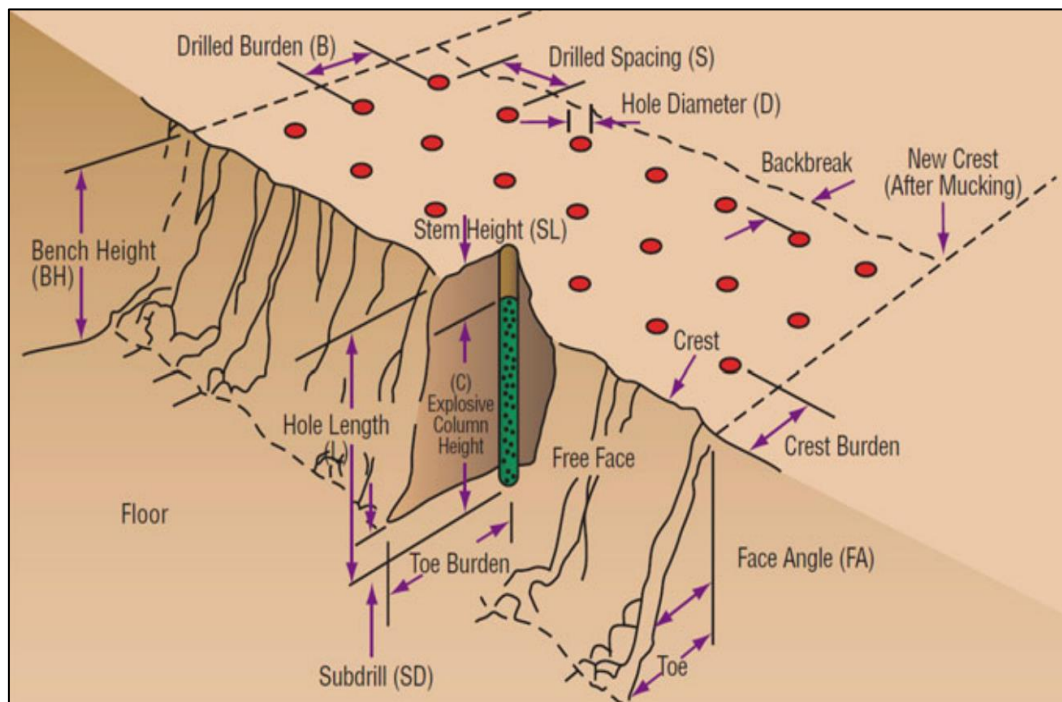 Drilled Burden (B)
Drilled Spacing (S)
Hole Diameter (D)
Backbreak
New Crest
(After Mucking)
Bench Height
(BH)
Stem Height (SL)
Crest
(C)
Explosive
Column
Height
Hole Length
(L)
Free Face
Crest Burden
Floor
Toe Burden
Face Angle (FA)
Subdrill (SD)
Toe